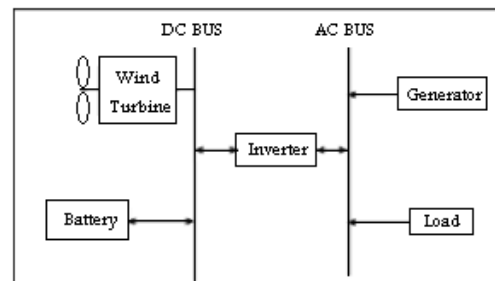 DC BUS
AC BUS
Wind
Turbine
Generator
Inverter
Battery
Load